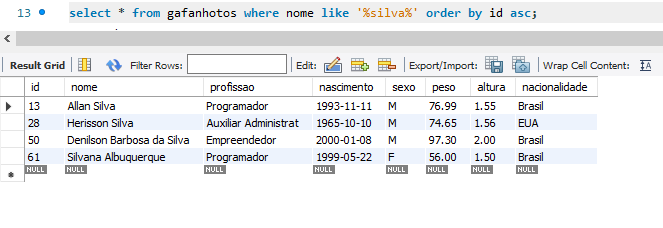 13 select * from gafanhotos where nome like '%silva%' order by id asc;
Result Grid Filter Rows: Edit: Export/Import: Wrap Cell Content:
id nome profissao nascimento sexo peso altura nacionalidade
13 Allan Silva Programador 1993-11-11 M 76.99 1.55 Brasil
28 Herisson Silva Auxiliar Administrat 1965-10-10 M 74.65 1.56 EUA
50 Denilson Barbosa da Silva Empreendedor 2000-01-08 M 97.30 2.00 Brasil
61 Silvana Albuquerque Programador 1999-05-22 F 56.00 1.50 Brasil
NULL NULL NULL NULL NULL NULL NULL NULL